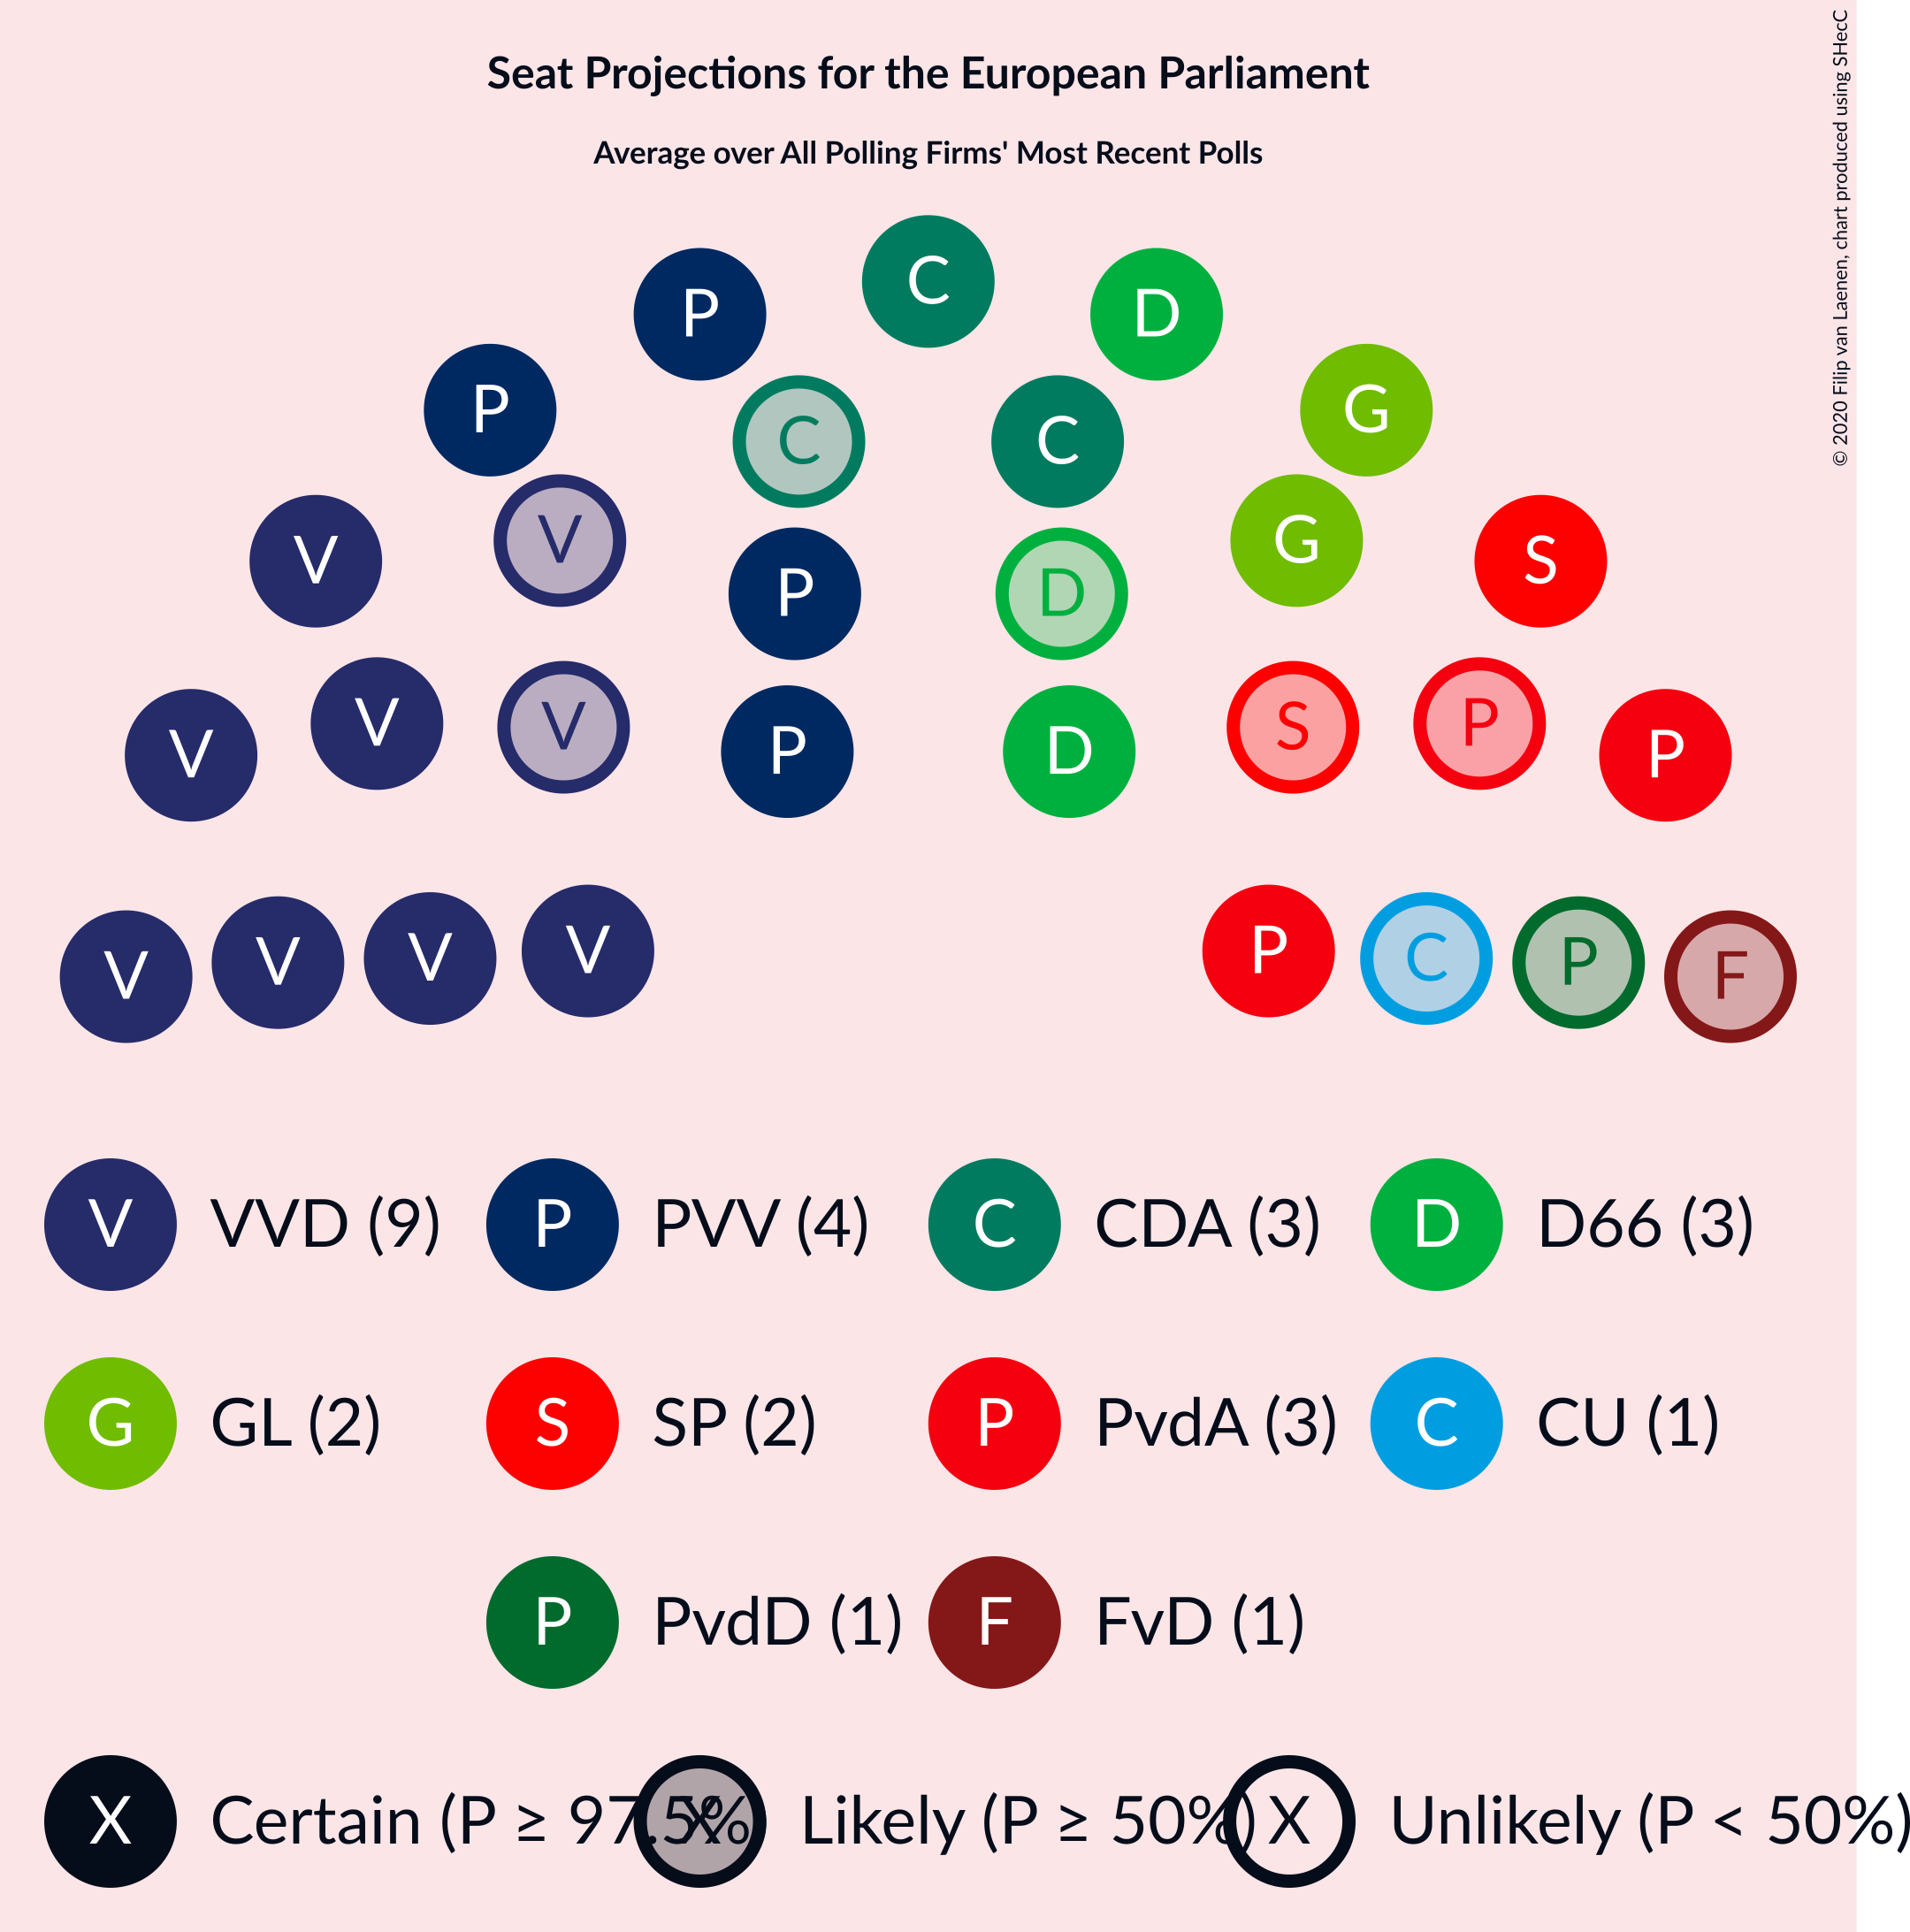 Seat Projections for the European Parliament
Average over All Polling Firms' Most Recent Polls
© 2020 Filip van Laenen, chart produced using SHecC
C
P D
P G
C C
V G
V S
P D
V P
V S
V P
P D
V P
V C
V P
V F
V VVD (9) P PVV (4) C CDA (3) D D66 (3)
G GL (2) S SP (2) P PvdA (3) C CU (1)
P PvdD (1) F FvD (1)
X Certain (P ≥ 97.5% X Likely (P ≥ 50%) X Unlikely (P < 50%)